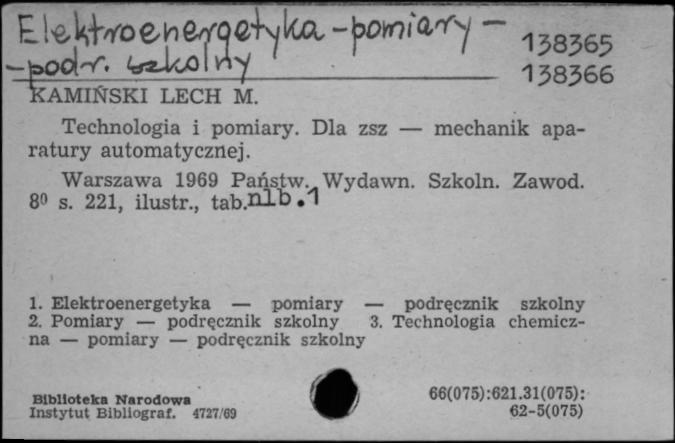 Elektroenergetyka - pomiary -
138365
- podr. szkolny
138366
KAMIŃSKI LECH M.
Technologia i pomiary. Dla zsz — mechanik apa-
ratury automatycznej.
Warszawa 1969 Państw. Wydawn. Szkoln. Zawod.
8⁰ s. 221, ilustr., tab. nlb. 1
1. Elektroenergetyka — pomiary — podręcznik szkolny
2. Pomiary — podręcznik szkolny 3. Technologia chemicz-
na — pomiary — podręcznik szkolny
Biblioteka Narodowa
Instytut Bibliograf. 4727/69
66(075):621.31(075):
62-5(075)